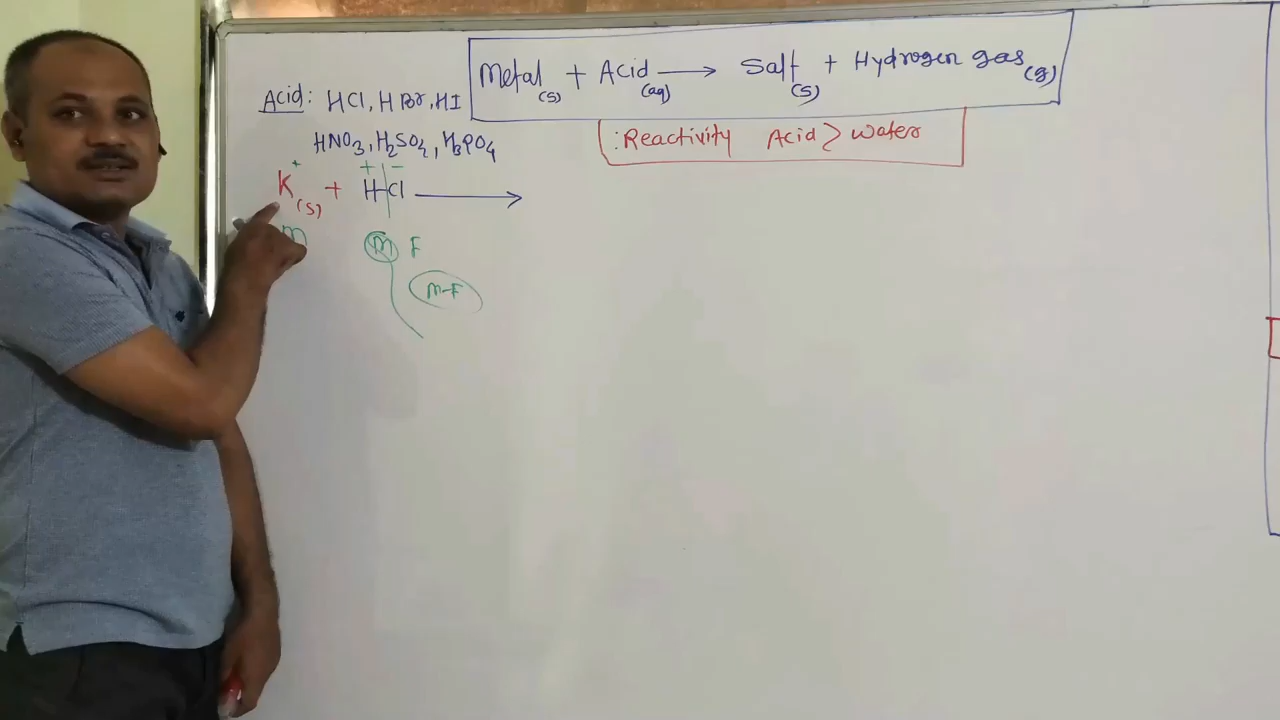 Metal(s) + Acid(aq) → Salt(s) + Hydrogen gas(g)
Acid: HCl, HBr, HI
HNO3, H2SO4, H3PO4
:Reactivity Acid > water
+ + -
K(s) + HCl →
m m F
m-F